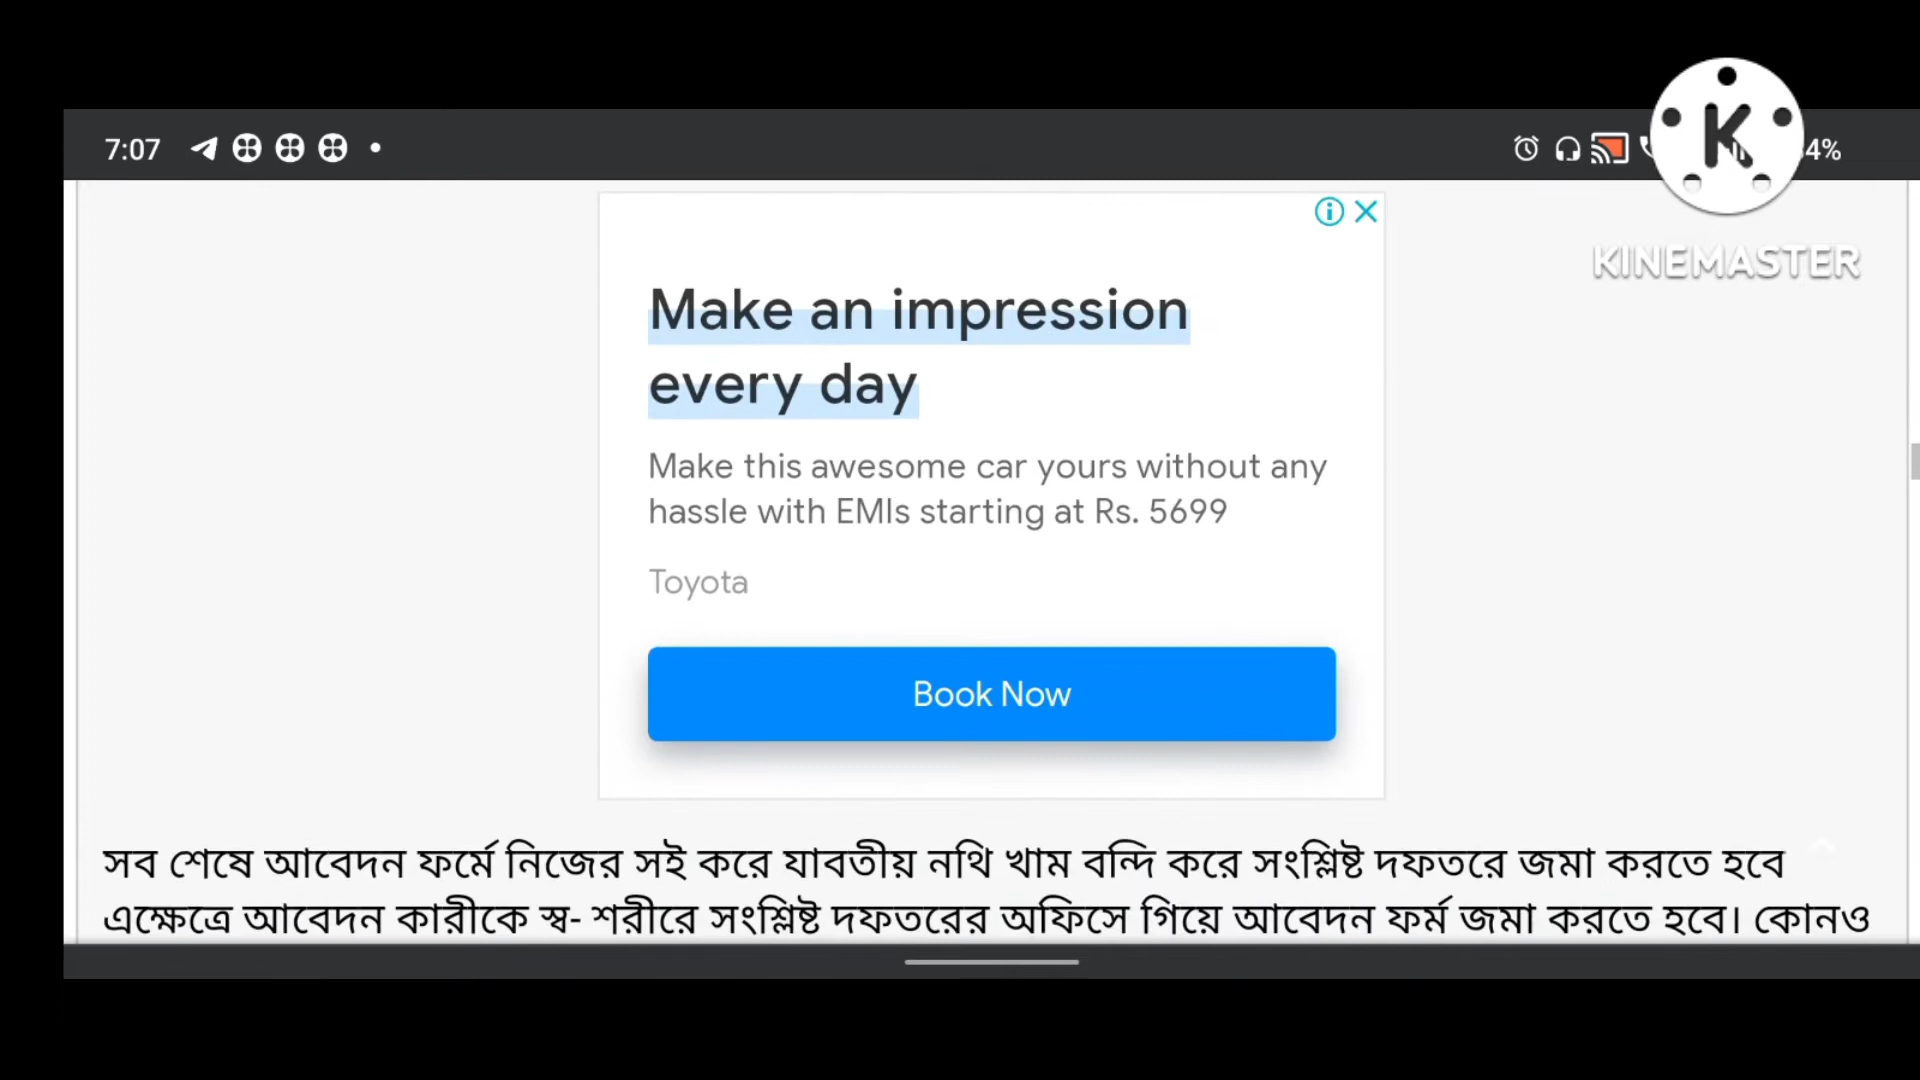 7:07
4%
K
KINEMASTER
Make an impression
every day
Make this awesome car yours without any
hassle with EMIs starting at Rs. 5699
Toyota
Book Now
সব শেষে আবেদন ফর্মে নিজের সই করে যাবতীয় নথি খাম বন্দি করে সংশ্লিষ্ট দফতরে জমা করতে হবে
এক্ষেত্রে আবেদন কারীকে স্ব- শরীরে সংশ্লিষ্ট দফতরের অফিসে গিয়ে আবেদন ফর্ম জমা করতে হবে। কোনও